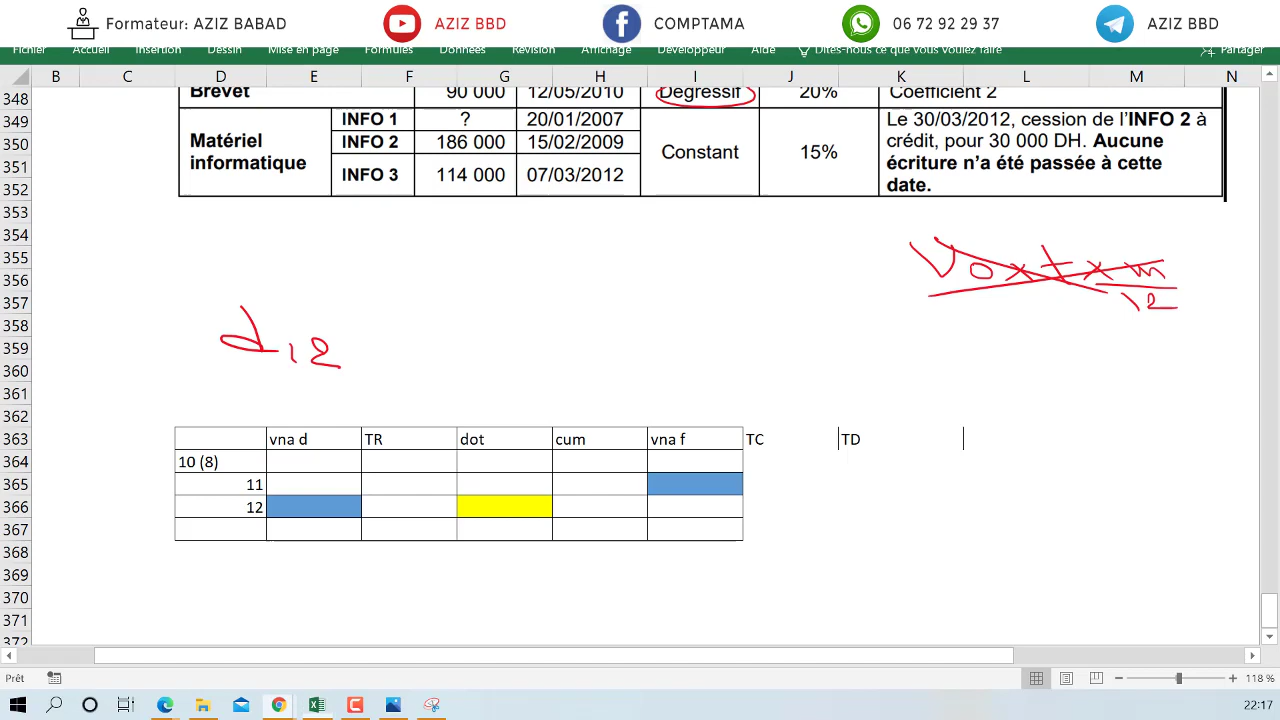 Formateur: AZIZ BABAD AZIZ BBD COMPTAMA 06 72 92 29 37 AZIZ BBD
Fichier Accueil Insertion Dessin Mise en page Formules Données Révision Affichage Développeur Aide Dites-nous ce que vous voulez faire Partager
B C D E F G H I J K L M N
348 Brevet 90 000 12/05/2010 Dégressif 20% Coefficient 2
349 INFO 1 ? 20/01/2007 Le 30/03/2012, cession de l'INFO 2 à
350 Matériel INFO 2 186 000 15/02/2009 Constant 15% crédit, pour 30 000 DH. Aucune
351 informatique INFO 3 114 000 07/03/2012 écriture n'a été passée à cette
352 date.
353
354
355
356 V0 x t x m
357 12
358
359 d12
360
361
362
363 vna d TR dot cum vna f TC TD
364 10 (8)
365 11
366 12
367
368
369
370
371
372
Prêt 118 %
22:17